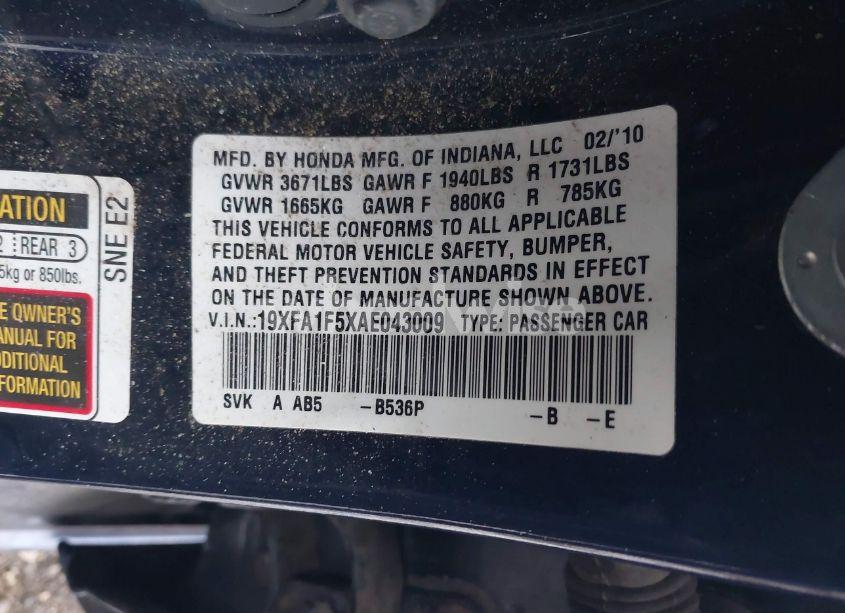 MFD. BY HONDA MFG. OF INDIANA, LLC 02/'10
GVWR 3671LBS GAWR F 1940LBS R 1731LBS
GVWR 1665KG GAWR F 880KG R 785KG
THIS VEHICLE CONFORMS TO ALL APPLICABLE
FEDERAL MOTOR VEHICLE SAFETY, BUMPER,
AND THEFT PREVENTION STANDARDS IN EFFECT
ON THE DATE OF MANUFACTURE SHOWN ABOVE.
V.I.N.:19XFA1F5XAE043009 TYPE: PASSENGER CAR
SVK A AB5 -B536P -B -E
ATION
2 REAR 3
5kg or 850lbs.
E OWNER'S
ANUAL FOR
DDITIONAL
FORMATION
SNE E2